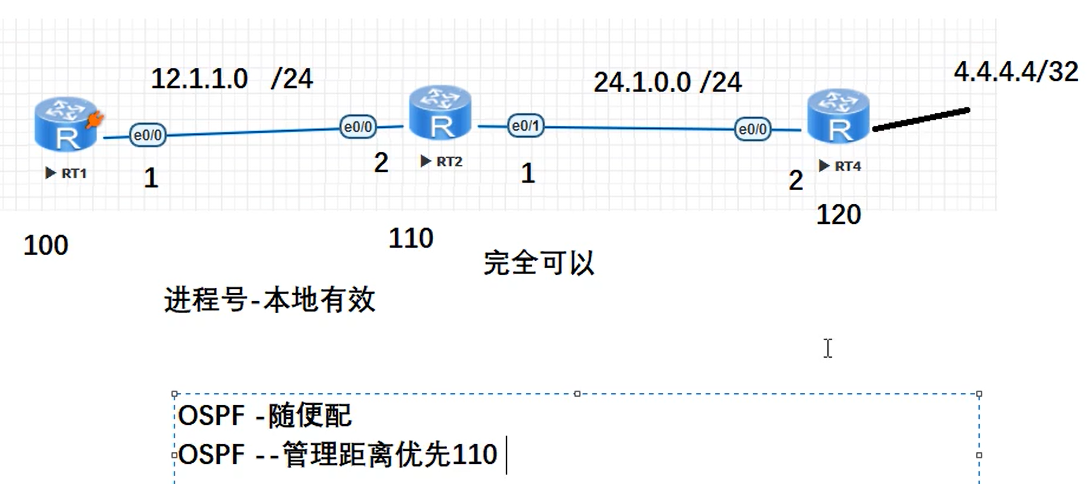 12.1.1.0 /24
24.1.0.0 /24
4.4.4.4/32
R
e0/0
e0/0
R
e0/1
e0/0
R
RT1
1
2
RT2
1
2
RT4
100
110
120
完全可以
进程号-本地有效
OSPF -随便配
OSPF --管理距离优先110